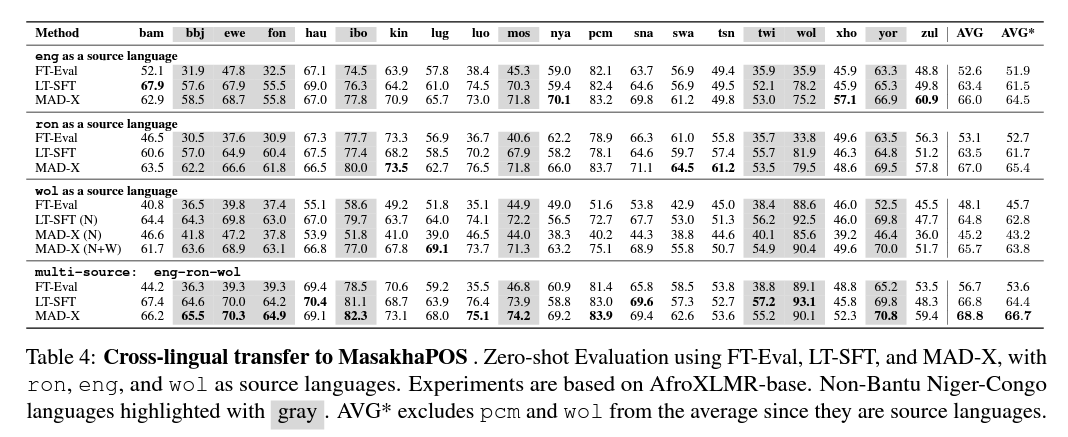 Method bam bbj ewe fon hau ibo kin lug luo mos nya pcm sna swa tsn twi wol xho yor zul AVG AVG*
eng as a source language
FT-Eval 52.1 31.9 47.8 32.5 67.1 74.5 63.9 57.8 38.4 45.3 59.0 82.1 63.7 56.9 49.4 35.9 35.9 45.9 63.3 48.8 52.6 51.9
LT-SFT 67.9 57.6 67.9 55.5 69.0 76.3 64.2 61.0 74.5 70.3 59.4 82.4 64.6 56.9 49.5 52.1 78.2 45.9 65.3 49.8 63.4 61.5
MAD-X 62.9 58.5 68.7 55.8 67.0 77.8 70.9 65.7 73.0 71.8 70.1 83.2 69.8 61.2 49.8 53.0 75.2 57.1 66.9 60.9 66.0 64.5
ron as a source language
FT-Eval 46.5 30.5 37.6 30.9 67.3 77.7 73.3 56.9 36.7 40.6 62.2 78.9 66.3 61.0 55.8 35.7 33.8 49.6 63.5 56.3 53.1 52.7
LT-SFT 60.6 57.0 64.9 60.4 67.5 77.4 68.2 58.5 70.2 67.9 58.2 78.1 64.6 59.7 57.4 55.7 81.9 46.3 64.8 51.2 63.5 61.7
MAD-X 63.5 62.2 66.6 61.8 66.5 80.0 73.5 62.7 76.5 71.8 66.0 83.7 71.1 64.5 61.2 53.5 79.5 48.6 69.5 57.8 67.0 65.4
wol as a source language
FT-Eval 40.8 36.5 39.8 37.4 55.1 58.6 49.2 51.8 35.1 44.9 49.0 51.6 53.8 42.9 45.0 38.4 88.6 46.0 52.5 45.5 48.1 45.7
LT-SFT (N) 64.4 64.3 69.8 63.0 67.0 79.7 63.7 64.0 74.1 72.2 56.5 72.7 67.7 53.0 51.3 56.2 92.5 46.0 69.8 47.7 64.8 62.8
MAD-X (N) 46.6 41.8 47.2 37.8 53.9 51.8 41.0 39.0 46.5 44.0 38.3 40.2 44.3 38.8 44.6 40.1 85.6 39.2 46.4 36.0 45.2 43.2
MAD-X (N+W) 61.7 63.6 68.9 63.1 66.8 77.0 67.8 69.1 73.7 71.3 63.2 75.1 68.9 55.8 50.7 54.9 90.4 49.6 70.0 51.7 65.7 63.8
multi-source: eng-ron-wol
FT-Eval 44.2 36.3 39.3 39.3 69.4 78.5 70.6 59.2 35.5 46.8 60.9 81.4 65.8 58.5 53.8 38.8 89.1 48.8 65.2 53.5 56.7 53.6
LT-SFT 67.4 64.6 70.0 64.2 70.4 81.1 68.7 63.9 76.4 73.9 58.8 83.0 69.6 57.3 52.7 57.2 93.1 45.8 69.8 48.3 66.8 64.4
MAD-X 66.2 65.5 70.3 64.9 69.1 82.3 73.1 68.0 75.1 74.2 69.2 83.9 69.4 62.6 53.6 55.2 90.1 52.3 70.8 59.4 68.8 66.7
Table 4: Cross-lingual transfer to MasakhaPOS . Zero-shot Evaluation using FT-Eval, LT-SFT, and MAD-X, with
ron, eng, and wol as source languages. Experiments are based on AfroXLMR-base. Non-Bantu Niger-Congo
languages highlighted with gray . AVG* excludes pcm and wol from the average since they are source languages.